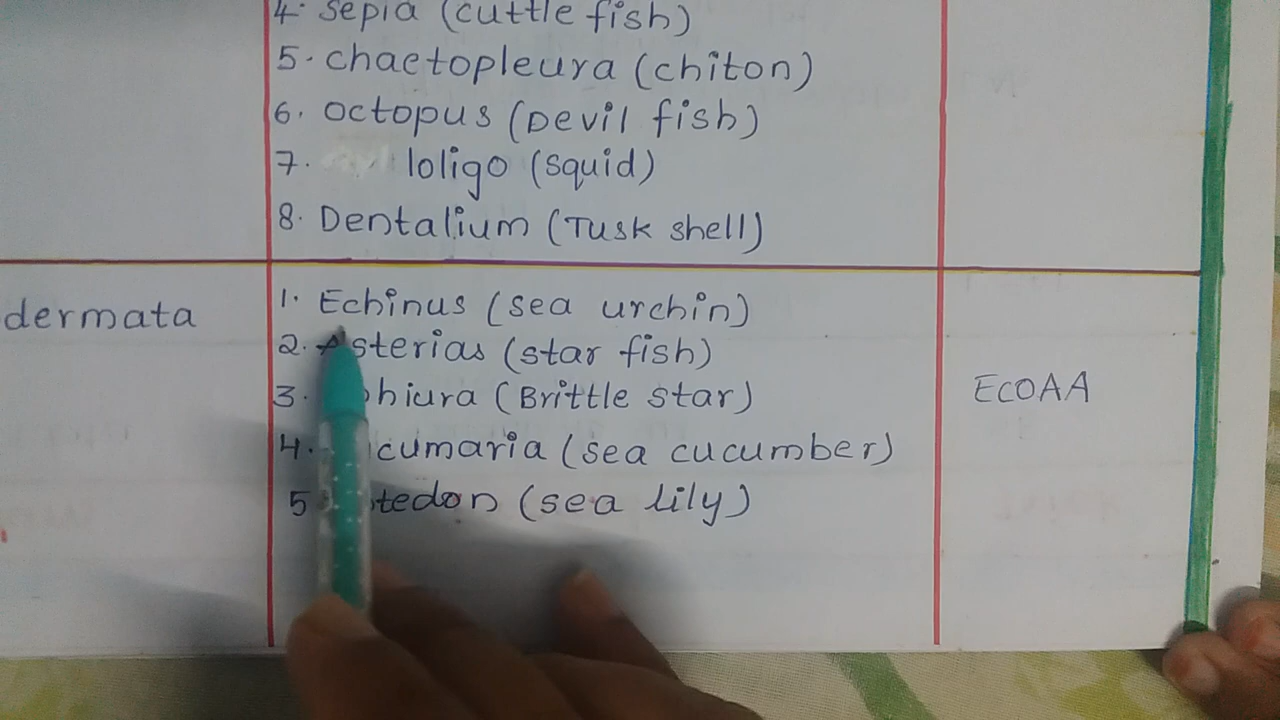 4. sepia (cuttle fish)
5. chaetopleura (chiton)
6. octopus (Devil fish)
7. loligo (squid)
8. Dentalium (Tusk shell)
dermata
1. Echinus (sea urchin)
2. Asterias (star fish)
3. hiura (Brittle star)
4. cumaria (sea cucumber)
5 tedon (sea lily)
ECOAA